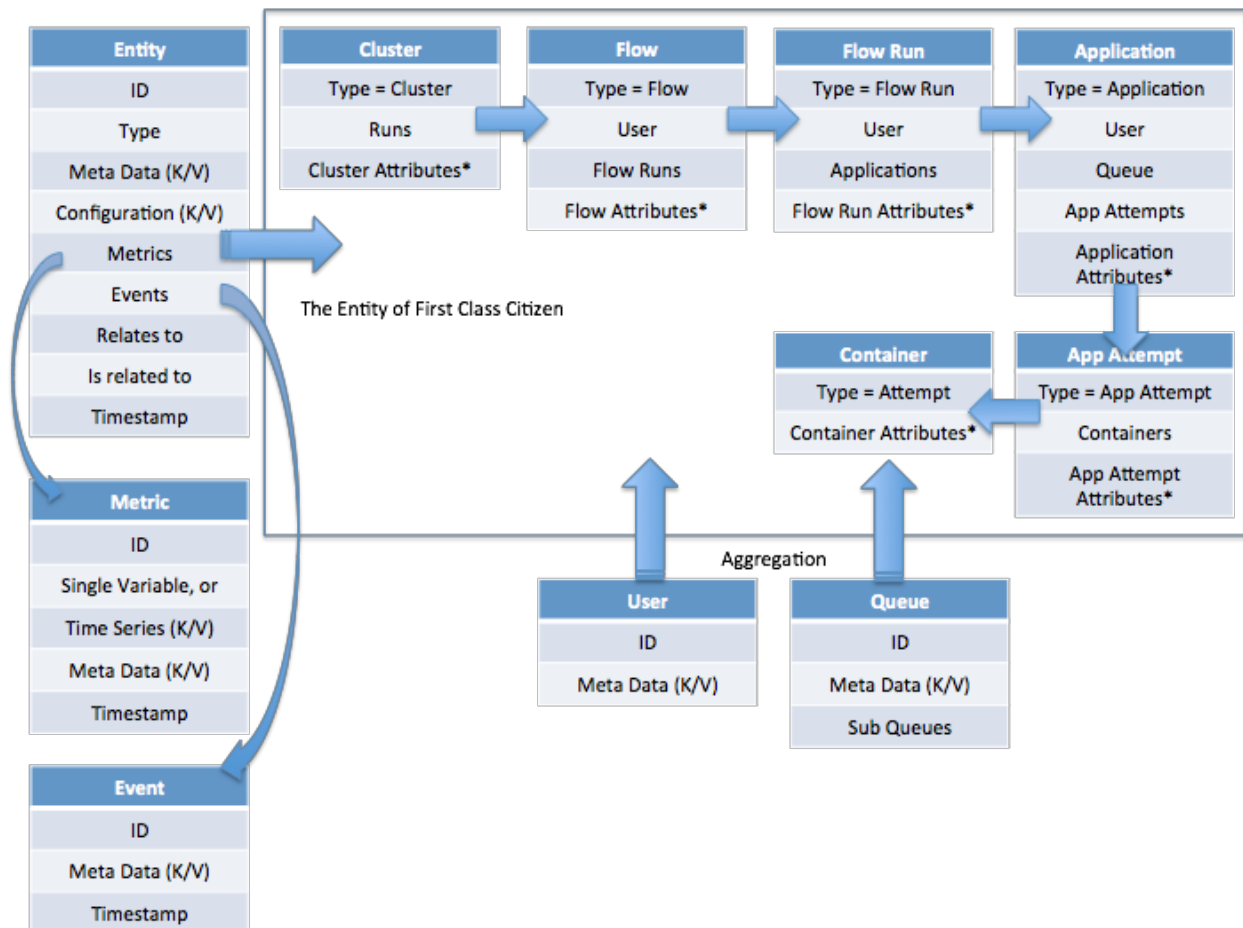 Entity
ID
Type
Meta Data (K/V)
Configuration (K/V)
Metrics
Events
Relates to
Is related to
Timestamp
Metric
ID
Single Variable, or
Time Series (K/V)
Meta Data (K/V)
Timestamp
Event
ID
Meta Data (K/V)
Timestamp
Cluster
Type = Cluster
Runs
Cluster Attributes*
Flow
Type = Flow
User
Flow Runs
Flow Attributes*
Flow Run
Type = Flow Run
User
Applications
Flow Run Attributes*
Application
Type = Application
User
Queue
App Attempts
Application
Attributes*
The Entity of First Class Citizen
Container
Type = Attempt
Container Attributes*
App Attempt
Type = App Attempt
Containers
App Attempt
Attributes*
Aggregation
User
ID
Meta Data (K/V)
Queue
ID
Meta Data (K/V)
Sub Queues